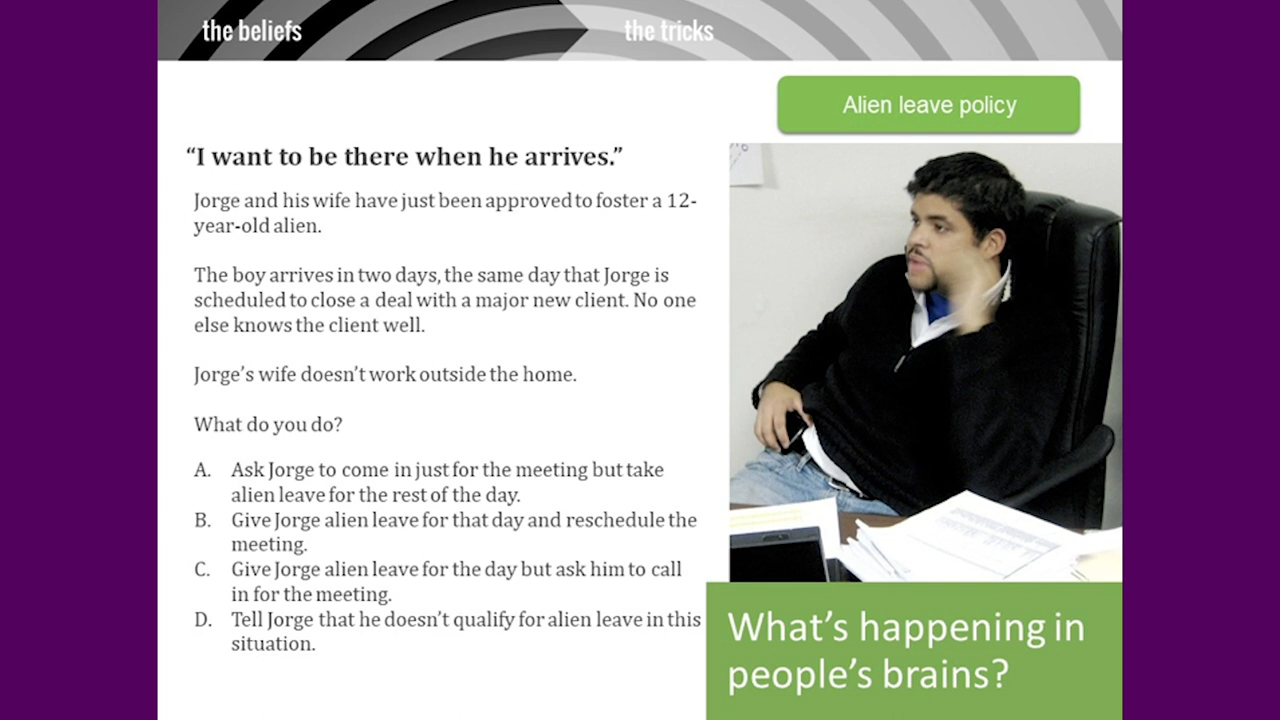 the beliefs
the tricks
Alien leave policy
“I want to be there when he arrives.”
Jorge and his wife have just been approved to foster a 12-
year-old alien.
The boy arrives in two days, the same day that Jorge is
scheduled to close a deal with a major new client. No one
else knows the client well.
Jorge’s wife doesn’t work outside the home.
What do you do?
A. Ask Jorge to come in just for the meeting but take
alien leave for the rest of the day.
B. Give Jorge alien leave for that day and reschedule the
meeting.
C. Give Jorge alien leave for the day but ask him to call
in for the meeting.
D. Tell Jorge that he doesn’t qualify for alien leave in this
situation.
What’s happening in
people’s brains?